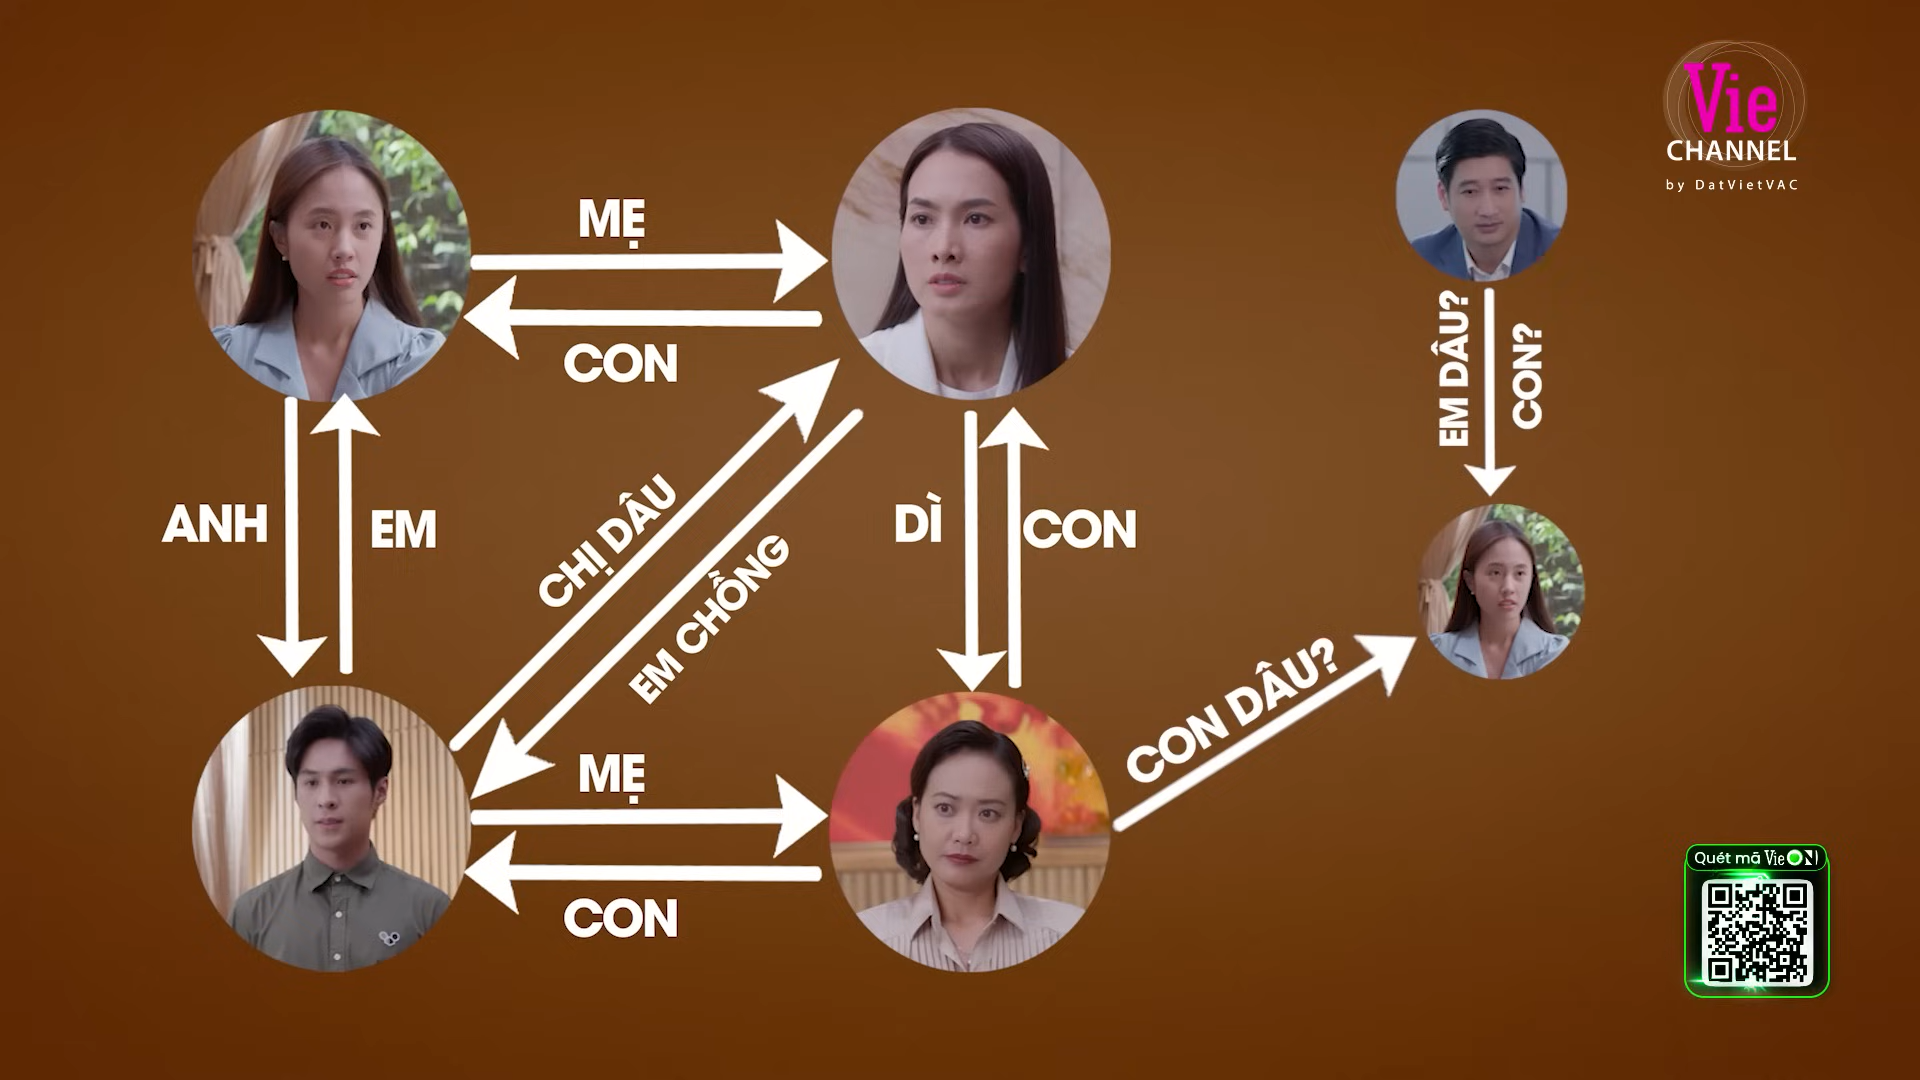 Vie
CHANNEL
by DatVietVAC
MẸ
CON
EM DÂU?
CON?
ANH
EM
CHỊ DÂU
EM CHỒNG
DÌ
CON
CON DÂU?
MẸ
CON
Quét mã VieON